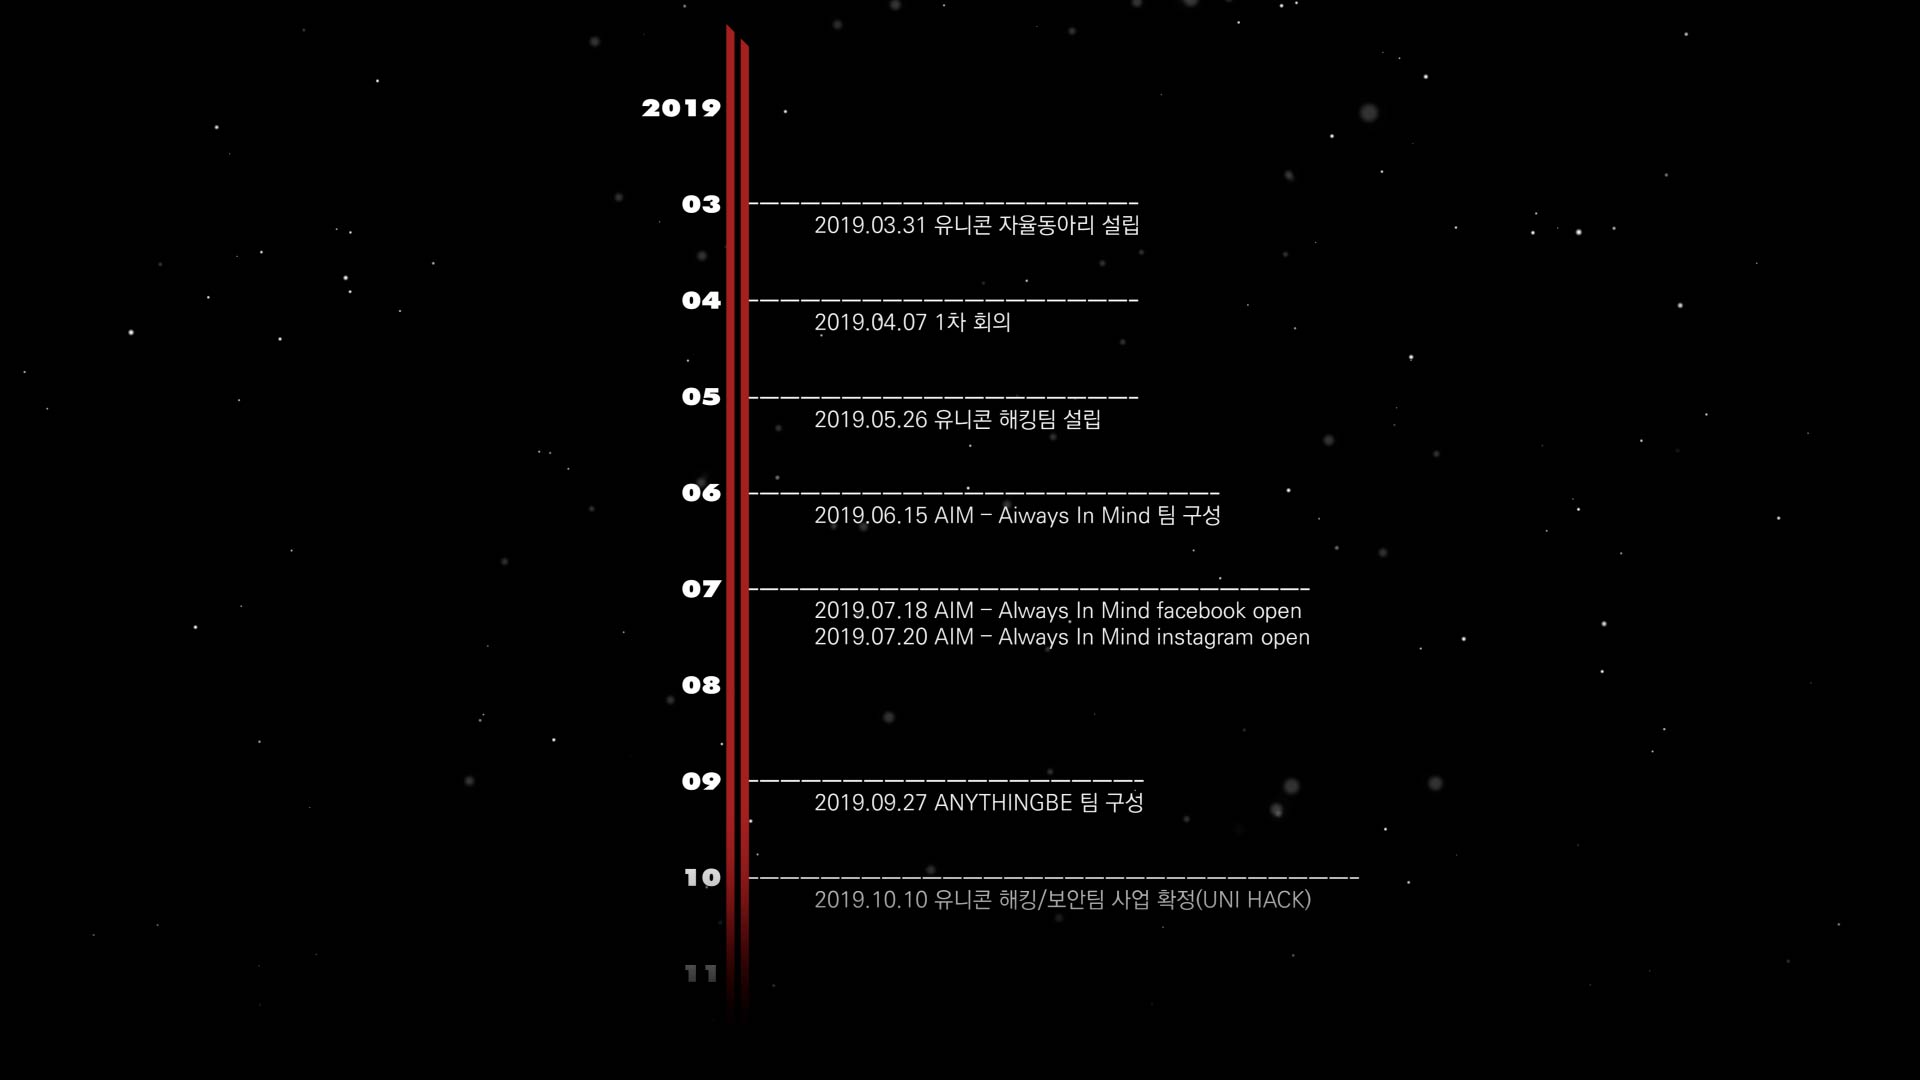 2019
03
2019.03.31 유니콘 자율동아리 설립
04
2019.04.07 1차 회의
05
2019.05.26 유니콘 해킹팀 설립
06
2019.06.15 AIM – Aiways In Mind 팀 구성
07
2019.07.18 AIM – Always In Mind facebook open
2019.07.20 AIM – Always In Mind instagram open
08
09
2019.09.27 ANYTHINGBE 팀 구성
10
2019.10.10 유니콘 해킹/보안팀 사업 확정(UNI HACK)
11